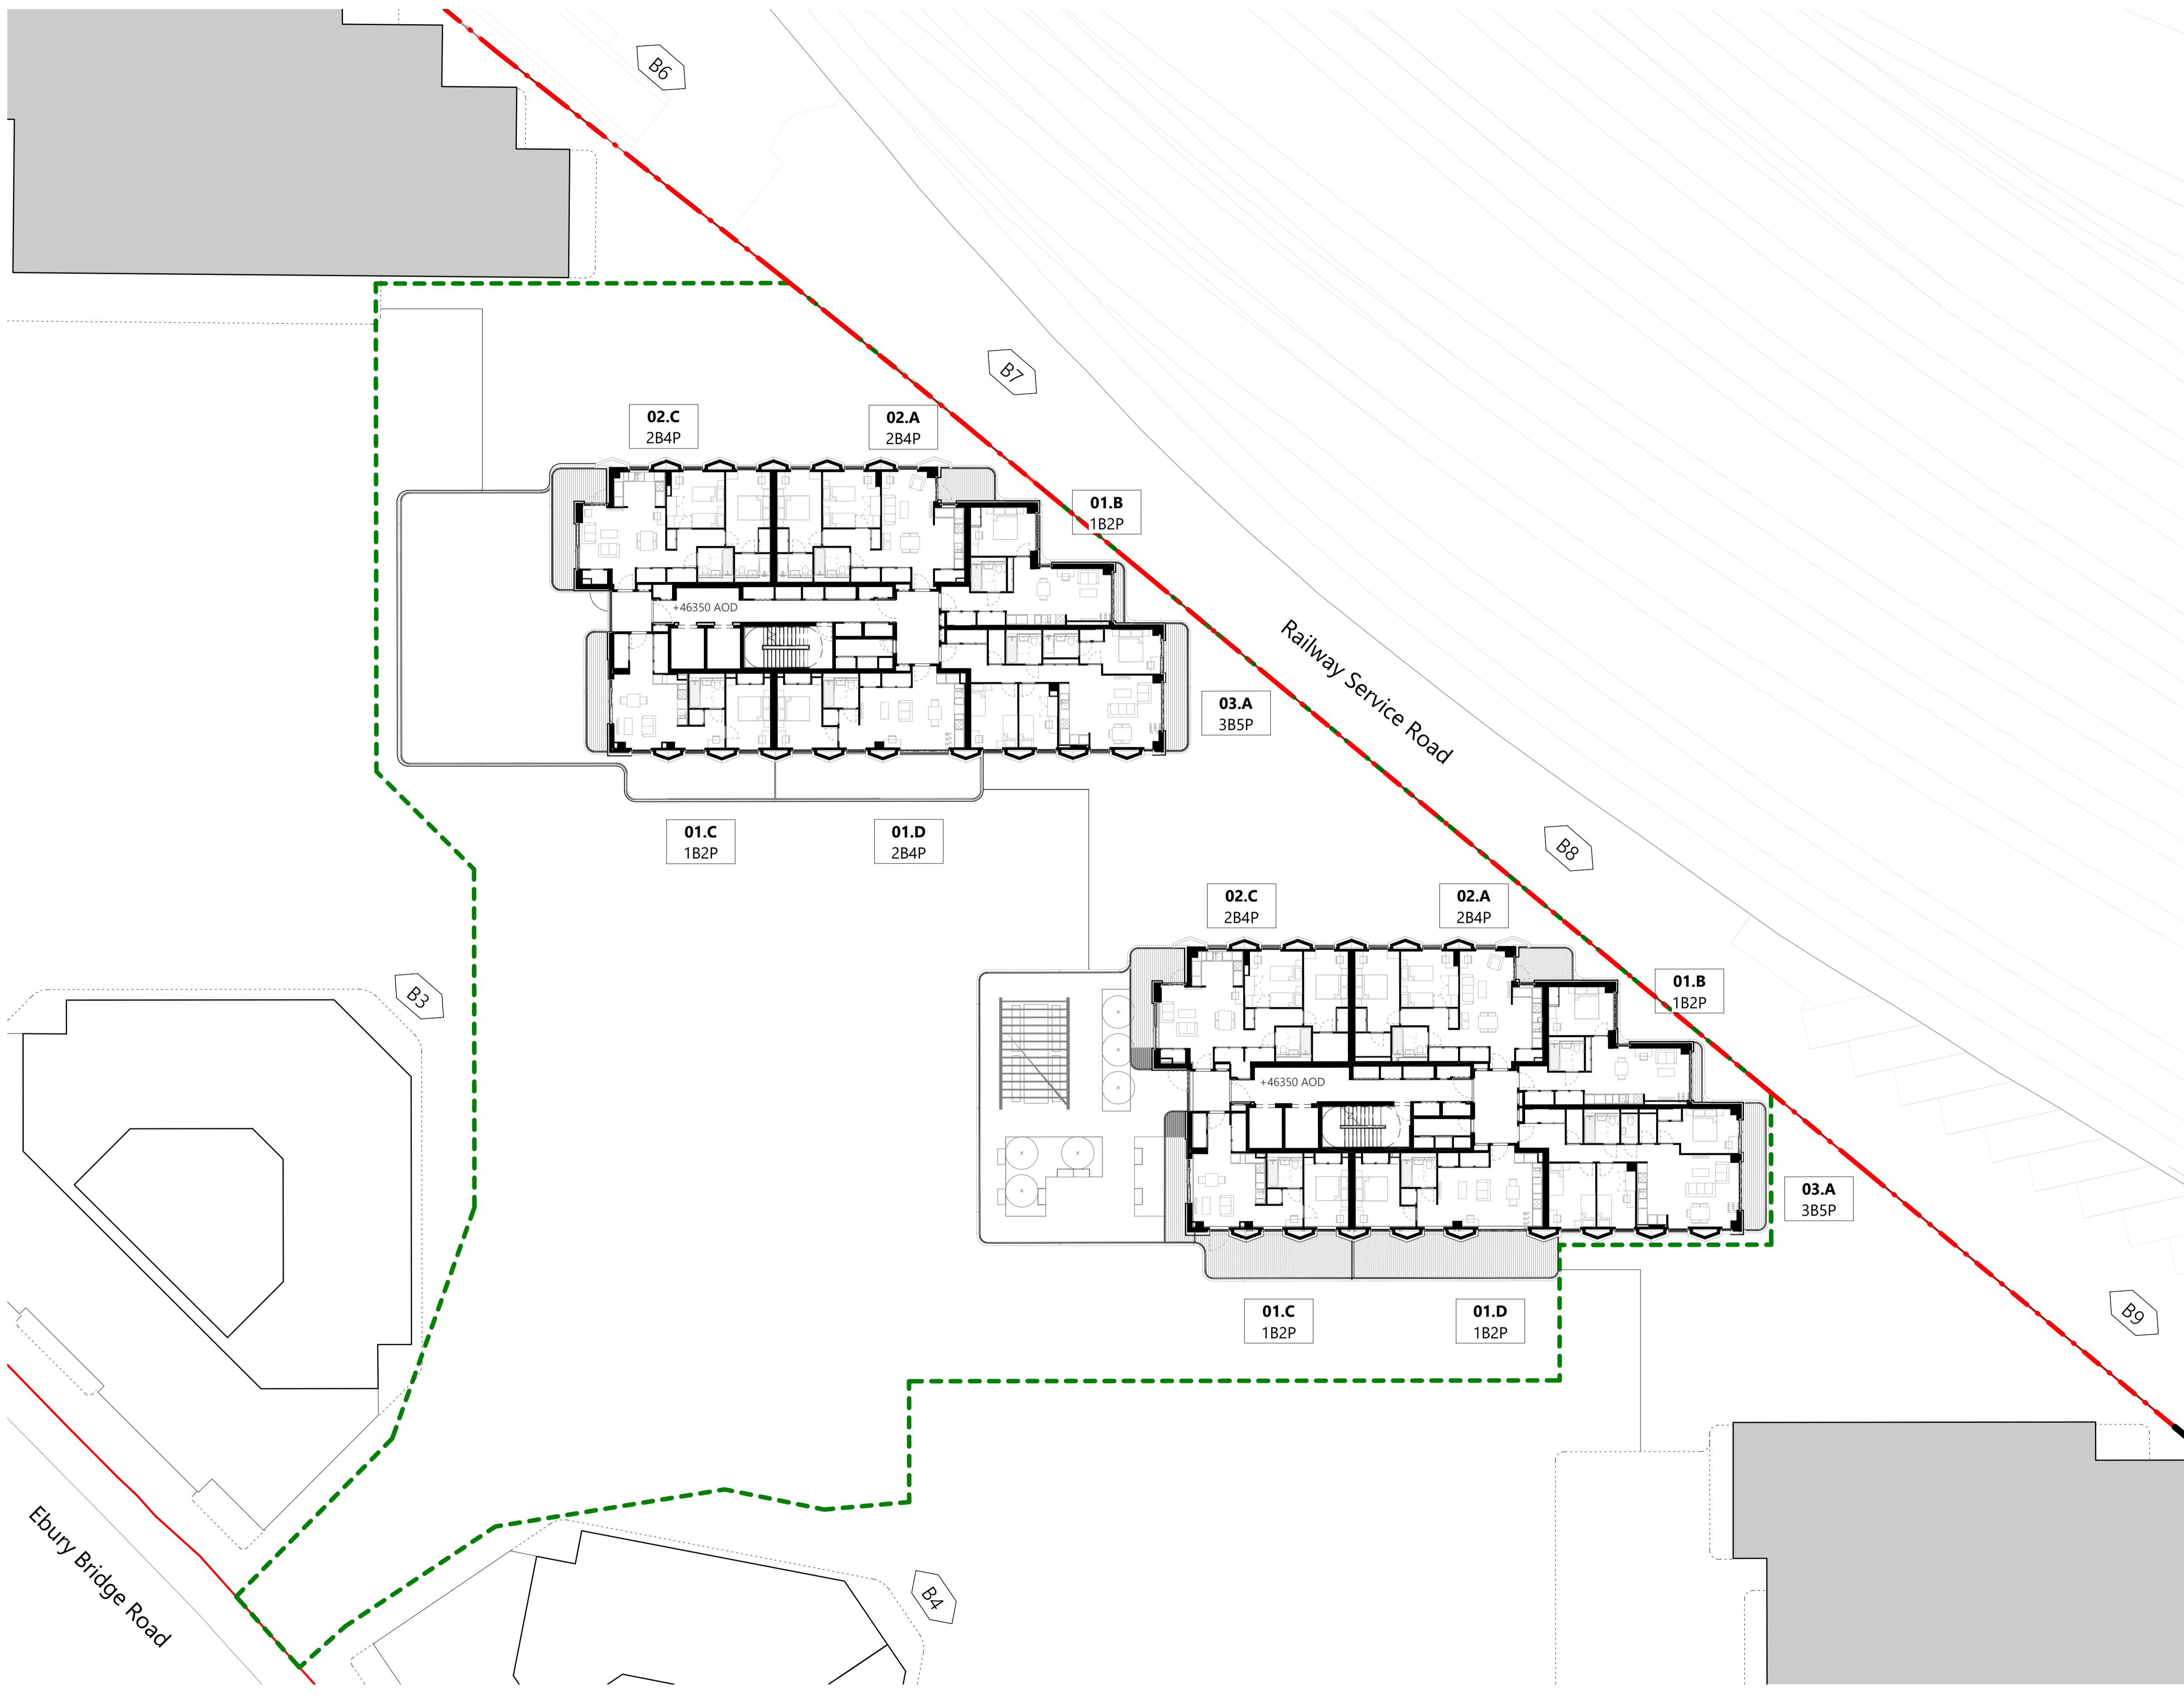 B6
B7
02.C
2B4P
02.A
2B4P
01.B
1B2P
+46350 AOD
Railway Service Road
03.A
3B5P
01.C
1B2P
01.D
2B4P
B8
02.C
2B4P
02.A
2B4P
B3
01.B
1B2P
+46350 AOD
03.A
3B5P
01.C
1B2P
01.D
1B2P
B9
Ebury Bridge Road
B4